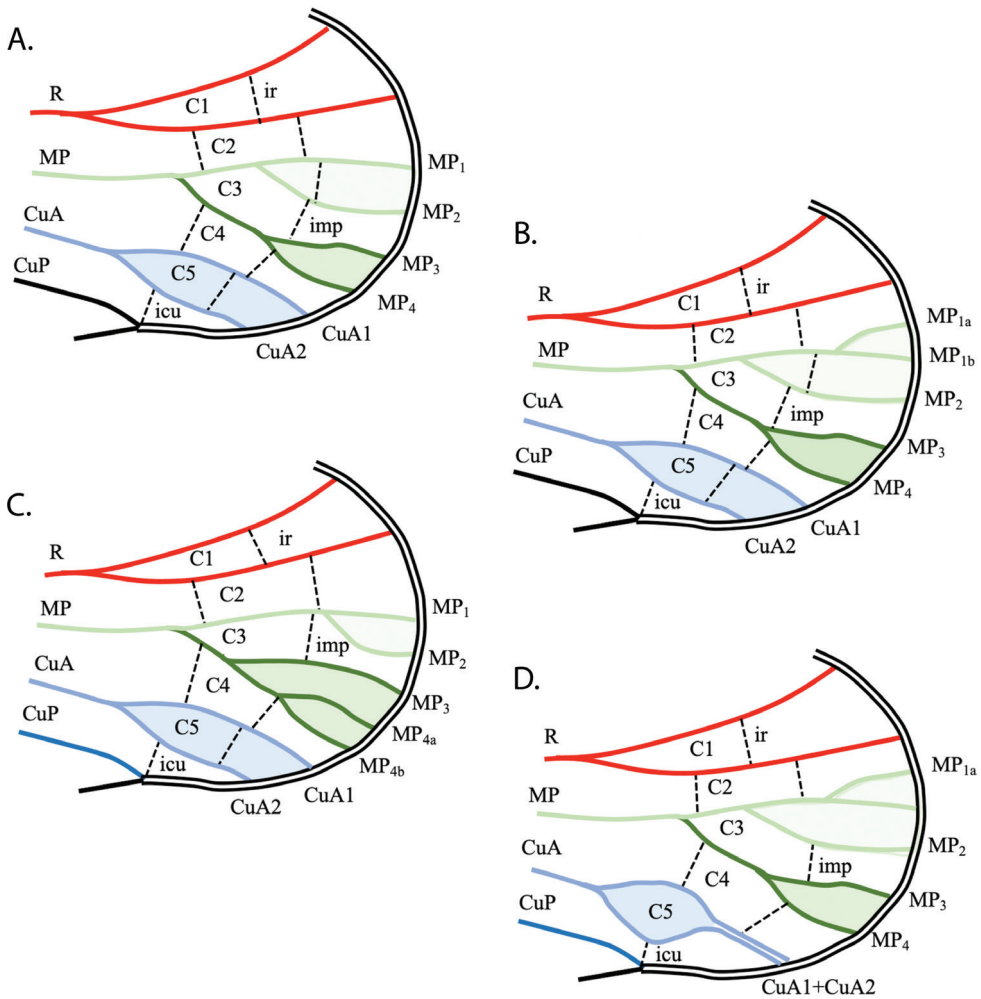 A.
R
C1
ir
C2
MP
MP1
C3
CuA
MP2
C4
imp
CuP
C5
MP3
icu
MP4
CuA1
CuA2
B.
R
C1
ir
MP1a
C2
MP
MP1b
C3
MP2
CuA
C4
imp
MP3
CuP
C5
MP4
icu
CuA1
CuA2
C.
R
C1
ir
C2
MP
MP1
C3
imp
MP2
CuA
C4
MP3
CuP
C5
MP4a
icu
MP4b
CuA1
CuA2
D.
R
C1
ir
MP1a
C2
MP
C3
MP2
CuA
imp
C4
MP3
CuP
C5
MP4
icu
CuA1+CuA2